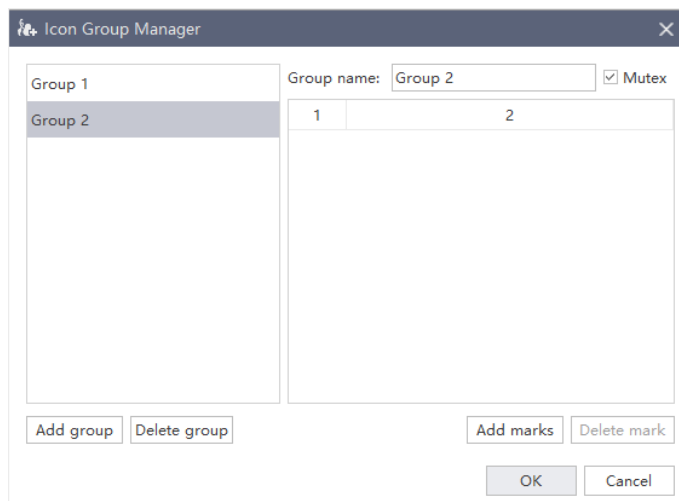 Icon Group Manager
Group 1
Group 2
Group name: Group 2 Mutex
1 2
Add group Delete group Add marks Delete mark
OK Cancel